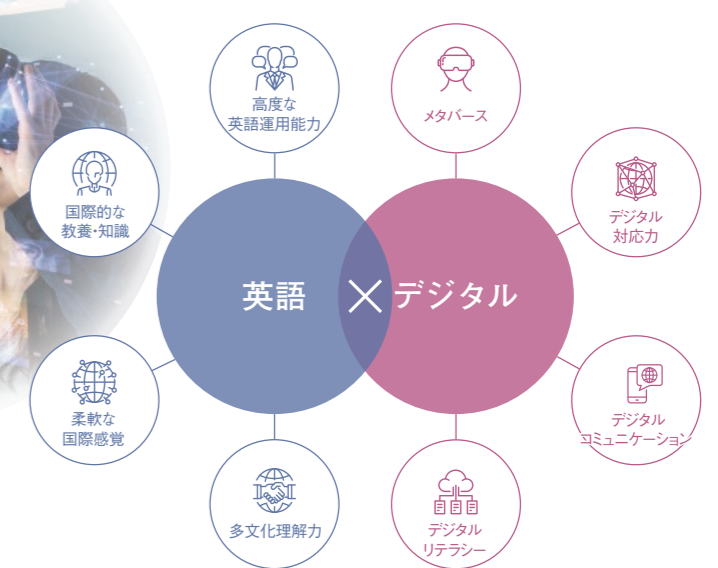 高度な
英語運用能力
メタバース
国際的な
教養・知識
デジタル
対応力
英語
×
デジタル
柔軟な
国際感覚
デジタル
コミュニケーション
多文化理解力
デジタル
リテラシー